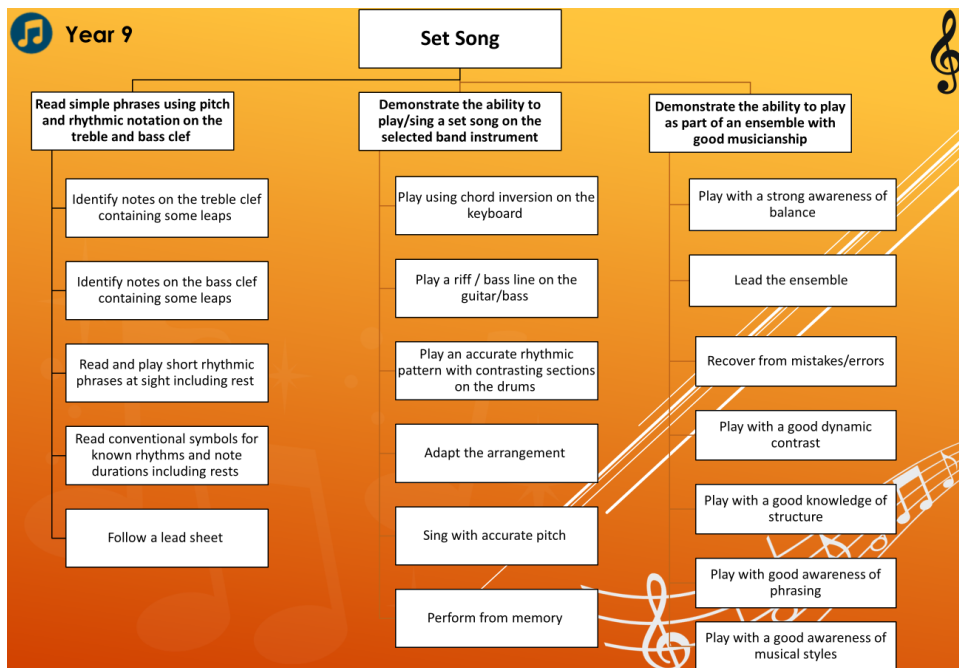 Year 9
Set Song
Read simple phrases using pitch
and rhythmic notation on the
treble and bass clef
Identify notes on the treble clef
containing some leaps
Identify notes on the bass clef
containing some leaps
Read and play short rhythmic
phrases at sight including rest
Read conventional symbols for
known rhythms and note
durations including rests
Follow a lead sheet
Demonstrate the ability to
play/sing a set song on the
selected band instrument
Play using chord inversion on the
keyboard
Play a riff / bass line on the
guitar/bass
Play an accurate rhythmic
pattern with contrasting sections
on the drums
Adapt the arrangement
Sing with accurate pitch
Perform from memory
Demonstrate the ability to play
as part of an ensemble with
good musicianship
Play with a strong awareness of
balance
Lead the ensemble
Recover from mistakes/errors
Play with a good dynamic
contrast
Play with a good knowledge of
structure
Play with good awareness of
phrasing
Play with a good awareness of
musical styles